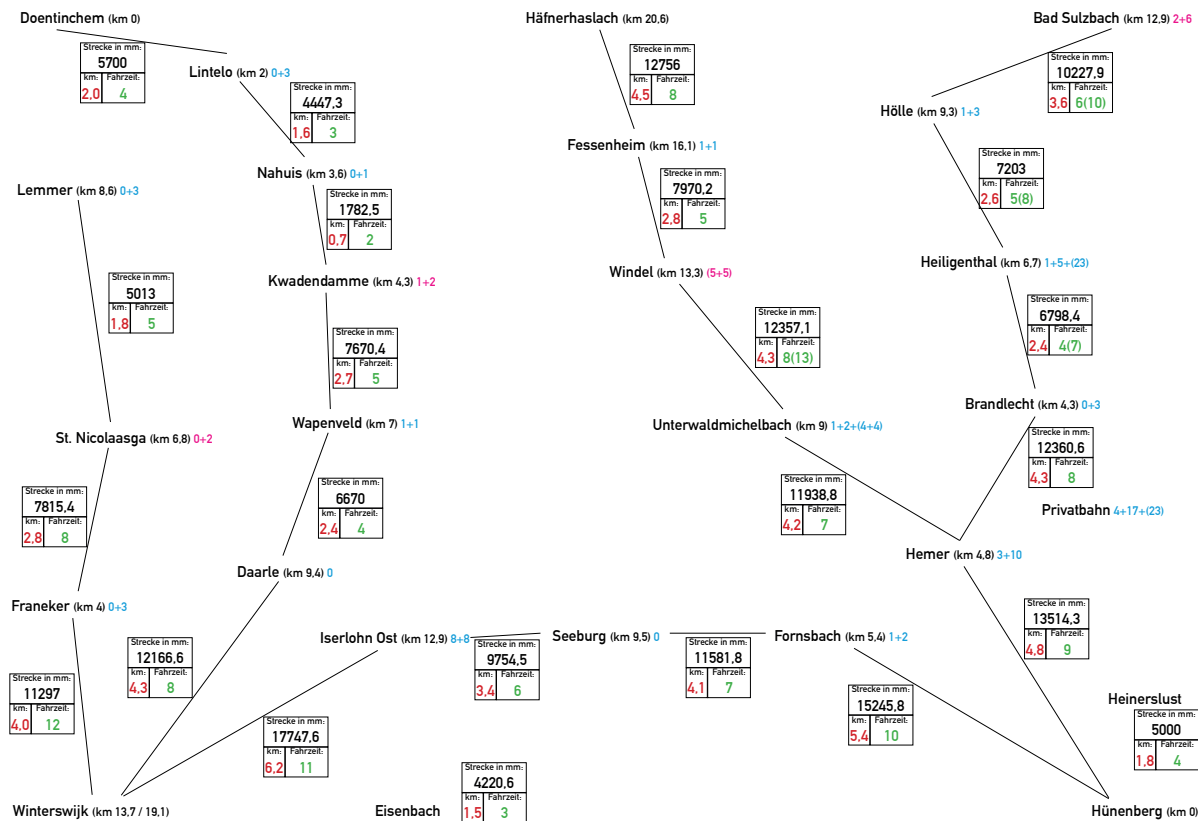 Doentinchem (km 0)
Häfnerhaslach (km 20,6)
Bad Sulzbach (km 12,9) 2+6
Strecke in mm:
5700
km: Fahrzeit:
2,0 4
Lintelo (km 2) 0+3
Strecke in mm:
12756
km: Fahrzeit:
4,5 8
Strecke in mm:
10227,9
km: Fahrzeit:
3,6 6(10)
Strecke in mm:
4447,3
km: Fahrzeit:
1,6 3
Hölle (km 9,3) 1+3
Fessenheim (km 16,1) 1+1
Nahuis (km 3,6) 0+1
Lemmer (km 8,6) 0+3
Strecke in mm:
7970,2
km: Fahrzeit:
2,8 5
Strecke in mm:
7203
km: Fahrzeit:
2,6 5(8)
Strecke in mm:
1782,5
km: Fahrzeit:
0,7 2
Kwadendamme (km 4,3) 1+2
Windel (km 13,3) (5+5)
Heiligenthal (km 6,7) 1+5+(23)
Strecke in mm:
5013
km: Fahrzeit:
1,8 5
Strecke in mm:
6798,4
km: Fahrzeit:
2,4 4(7)
Strecke in mm:
12357,1
km: Fahrzeit:
4,3 8(13)
Strecke in mm:
7670,4
km: Fahrzeit:
2,7 5
Brandlecht (km 4,3) 0+3
Wapenveld (km 7) 1+1
Unterwaldmichelbach (km 9) 1+2+(4+4)
St. Nicolaasga (km 6,8) 0+2
Strecke in mm:
12360,6
km: Fahrzeit:
4,3 8
Strecke in mm:
7815,4
km: Fahrzeit:
2,8 8
Strecke in mm:
6670
km: Fahrzeit:
2,4 4
Strecke in mm:
11938,8
km: Fahrzeit:
4,2 7
Privatbahn 4+17+(23)
Hemer (km 4,8) 3+10
Daarle (km 9,4) 0
Franeker (km 4) 0+3
Strecke in mm:
13514,3
km: Fahrzeit:
4,8 9
Iserlohn Ost (km 12,9) 8+8
Seeburg (km 9,5) 0
Fornsbach (km 5,4) 1+2
Strecke in mm:
12166,6
km: Fahrzeit:
4,3 8
Strecke in mm:
9754,5
km: Fahrzeit:
3,4 6
Strecke in mm:
11581,8
km: Fahrzeit:
4,1 7
Strecke in mm:
11297
km: Fahrzeit:
4,0 12
Strecke in mm:
15245,8
km: Fahrzeit:
5,4 10
Heinerslust
Strecke in mm:
5000
km: Fahrzeit:
1,8 4
Strecke in mm:
17747,6
km: Fahrzeit:
6,2 11
Strecke in mm:
4220,6
km: Fahrzeit:
1,5 3
Winterswijk (km 13,7 / 19,1)
Eisenbach
Hünenberg (km 0)